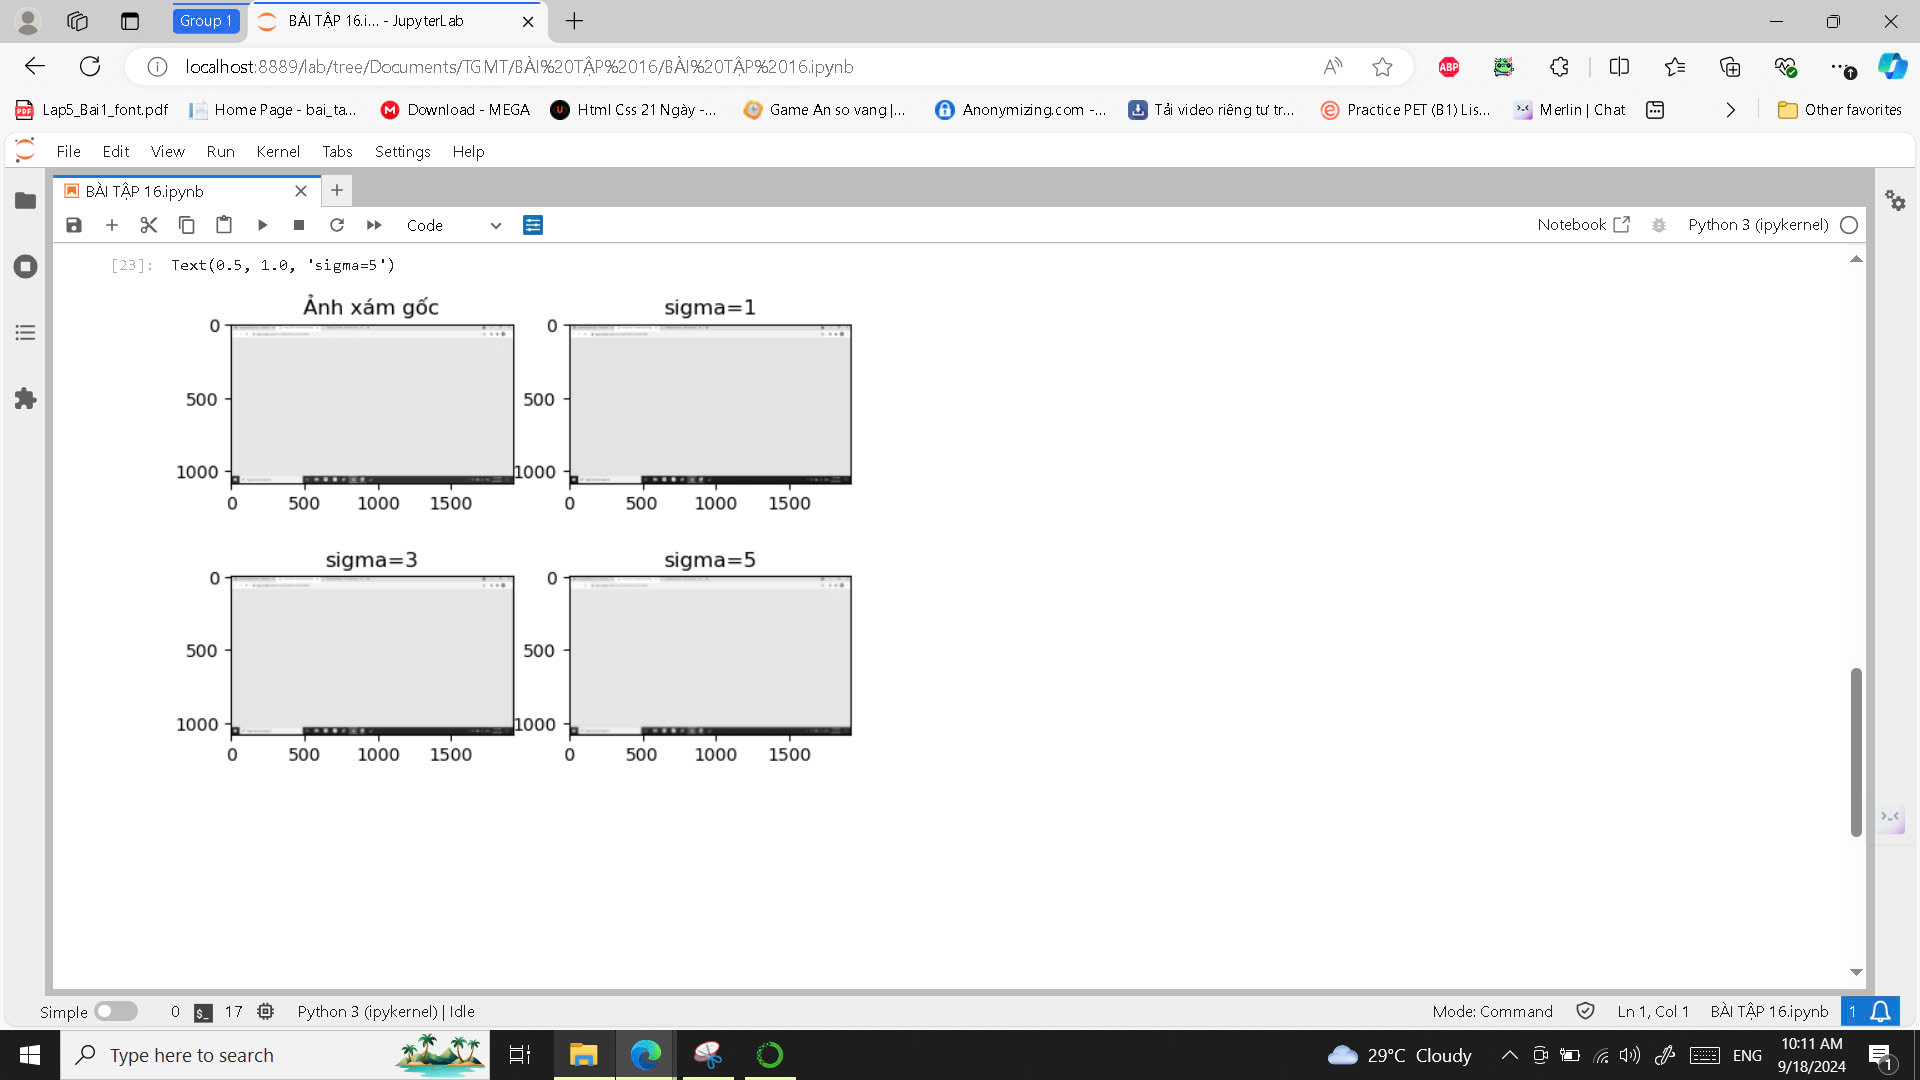 Group 1
BÀI TẬP 16.i... - JupyterLab
localhost:8889/lab/tree/Documents/TGMT/BÀI%20TẬP%2016/BÀI%20TẬP%2016.ipynb
Lap5_Bai1_font.pdf
Home Page - bai_ta...
Download - MEGA
Html Css 21 Ngày -...
Game An so vang |...
Anonymizing.com -...
Tải video riêng tư tr...
Practice PET (B1) Lis...
Merlin | Chat
Other favorites
File Edit View Run Kernel Tabs Settings Help
BÀI TẬP 16.ipynb
Code
Notebook
Python 3 (ipykernel)
[23]: Text(0.5, 1.0, 'sigma=5')
Ảnh xám gốc
0
500
1000
0 500 1000 1500
sigma=1
0
500
1000
0 500 1000 1500
sigma=3
0
500
1000
0 500 1000 1500
sigma=5
0
500
1000
0 500 1000 1500
Simple
0
17
Python 3 (ipykernel) | Idle
Mode: Command
Ln 1, Col 1
BÀI TẬP 16.ipynb
1
Type here to search
29°C Cloudy
ENG
10:11 AM
9/18/2024
1